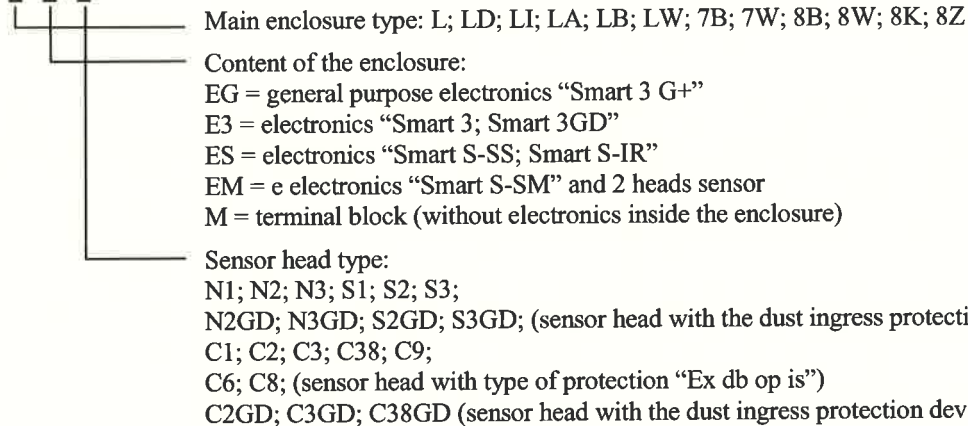 Main enclosure type: L; LD; LI; LA; LB; LW; 7B; 7W; 8B; 8W; 8K; 8Z
Content of the enclosure:
EG = general purpose electronics “Smart 3 G+”
E3 = electronics “Smart 3; Smart 3GD”
ES = electronics “Smart S-SS; Smart S-IR”
EM = e electronics “Smart S-SM” and 2 heads sensor
M = terminal block (without electronics inside the enclosure)
Sensor head type:
N1; N2; N3; S1; S2; S3;
N2GD; N3GD; S2GD; S3GD; (sensor head with the dust ingress protecti
C1; C2; C3; C38; C9;
C6; C8; (sensor head with type of protection “Ex db op is”)
C2GD; C3GD; C38GD (sensor head with the dust ingress protection dev